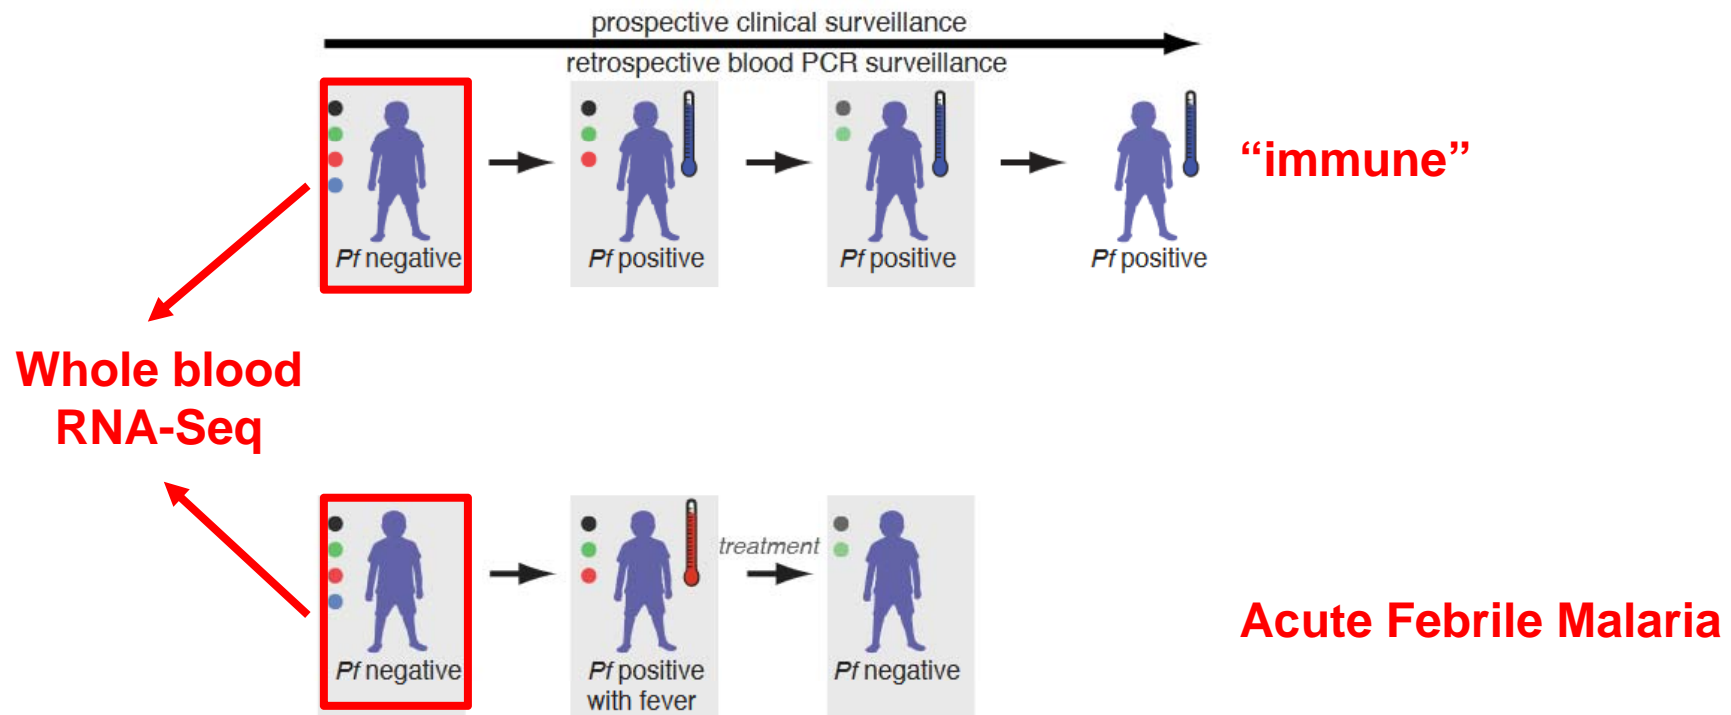 prospective clinical surveillance
retrospective blood PCR surveillance
Pf negative
Pf positive
Pf positive
Pf positive
“immune”
Whole blood
RNA-Seq
treatment
Pf negative
Pf positive
with fever
Pf negative
Acute Febrile Malaria